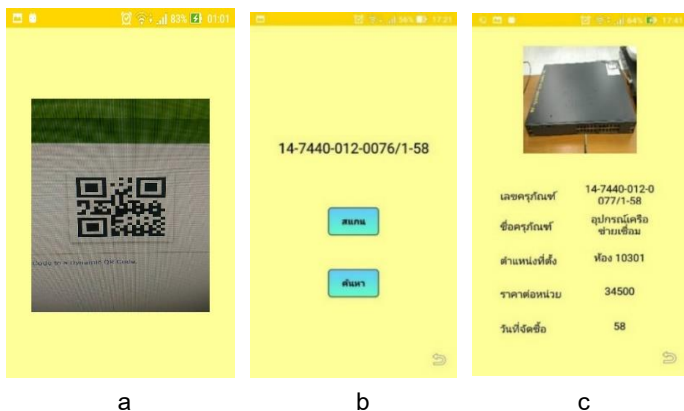 83% 01:01
56% 17:21
64% 17:41
14-7440-012-0076/1-58
สแกน
ค้นหา
เลขครุภัณฑ์ 14-7440-012-0
077/1-58
ชื่อครุภัณฑ์ อุปกรณ์เครือ
ข่ายเชื่อม
ตำแหน่งที่ตั้ง ห้อง 10301
ราคาต่อหน่วย 34500
วันที่จัดซื้อ 58
a
b
c